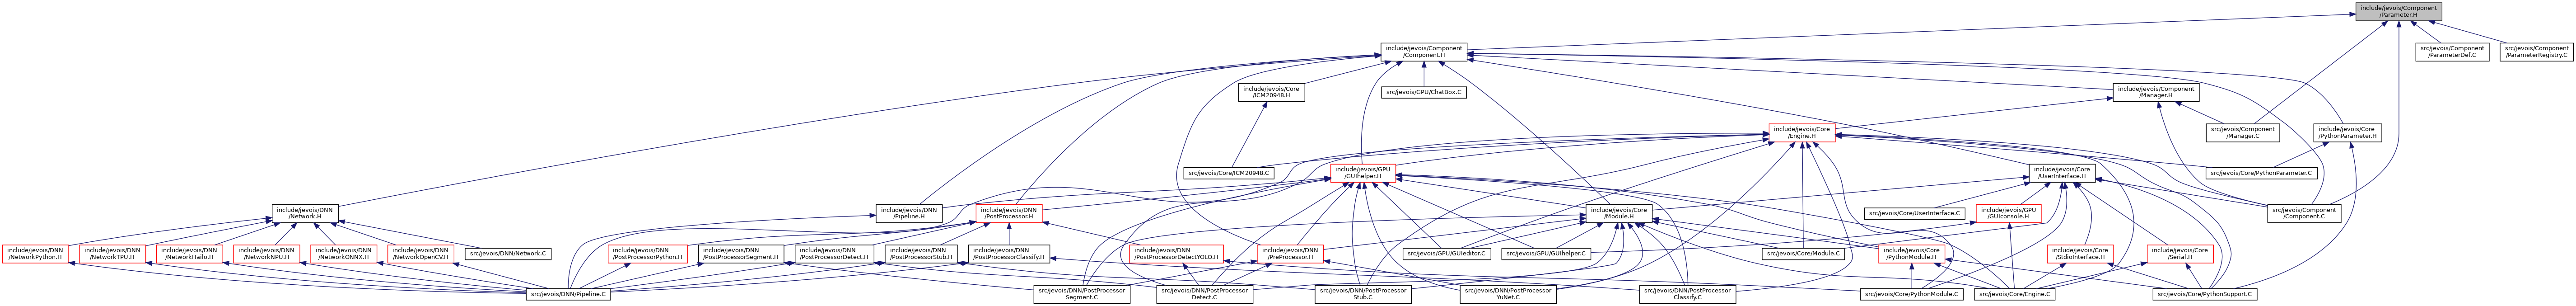 include/jevois/Component
/Parameter.H
include/jevois/Component
/Component.H
src/jevois/Component
/ParameterDef.C
src/jevois/Component
/ParameterRegistry.C
include/jevois/Core
/ICM20948.H
src/jevois/GPU/ChatBox.C
include/jevois/Component
/Manager.H
include/jevois/Core
/Engine.H
src/jevois/Component
/Manager.C
include/jevois/Core
/PythonParameter.H
src/jevois/Core/ICM20948.C
include/jevois/GPU
/GUIhelper.H
include/jevois/Core
/UserInterface.H
src/jevois/Core/PythonParameter.C
include/jevois/DNN
/Network.H
include/jevois/DNN
/Pipeline.H
include/jevois/DNN
/PostProcessor.H
include/jevois/Core
/Module.H
src/jevois/Core/UserInterface.C
include/jevois/GPU
/GUIconsole.H
src/jevois/Component
/Component.C
include/jevois/DNN
/NetworkPython.H
include/jevois/DNN
/NetworkTPU.H
include/jevois/DNN
/NetworkHailo.H
include/jevois/DNN
/NetworkNPU.H
include/jevois/DNN
/NetworkONNX.H
include/jevois/DNN
/NetworkOpenCV.H
src/jevois/DNN/Network.C
include/jevois/DNN
/PostProcessorPython.H
include/jevois/DNN
/PostProcessorSegment.H
include/jevois/DNN
/PostProcessorDetect.H
include/jevois/DNN
/PostProcessorStub.H
include/jevois/DNN
/PostProcessorClassify.H
include/jevois/DNN
/PostProcessorDetectYOLO.H
include/jevois/DNN
/PreProcessor.H
src/jevois/GPU/GUIeditor.C
src/jevois/GPU/GUIhelper.C
src/jevois/Core/Module.C
include/jevois/Core
/PythonModule.H
include/jevois/Core
/StdioInterface.H
include/jevois/Core
/Serial.H
src/jevois/DNN/Pipeline.C
src/jevois/DNN/PostProcessor
Segment.C
src/jevois/DNN/PostProcessor
Detect.C
src/jevois/DNN/PostProcessor
Stub.C
src/jevois/DNN/PostProcessor
YuNet.C
src/jevois/DNN/PostProcessor
Classify.C
src/jevois/Core/PythonModule.C
src/jevois/Core/Engine.C
src/jevois/Core/PythonSupport.C